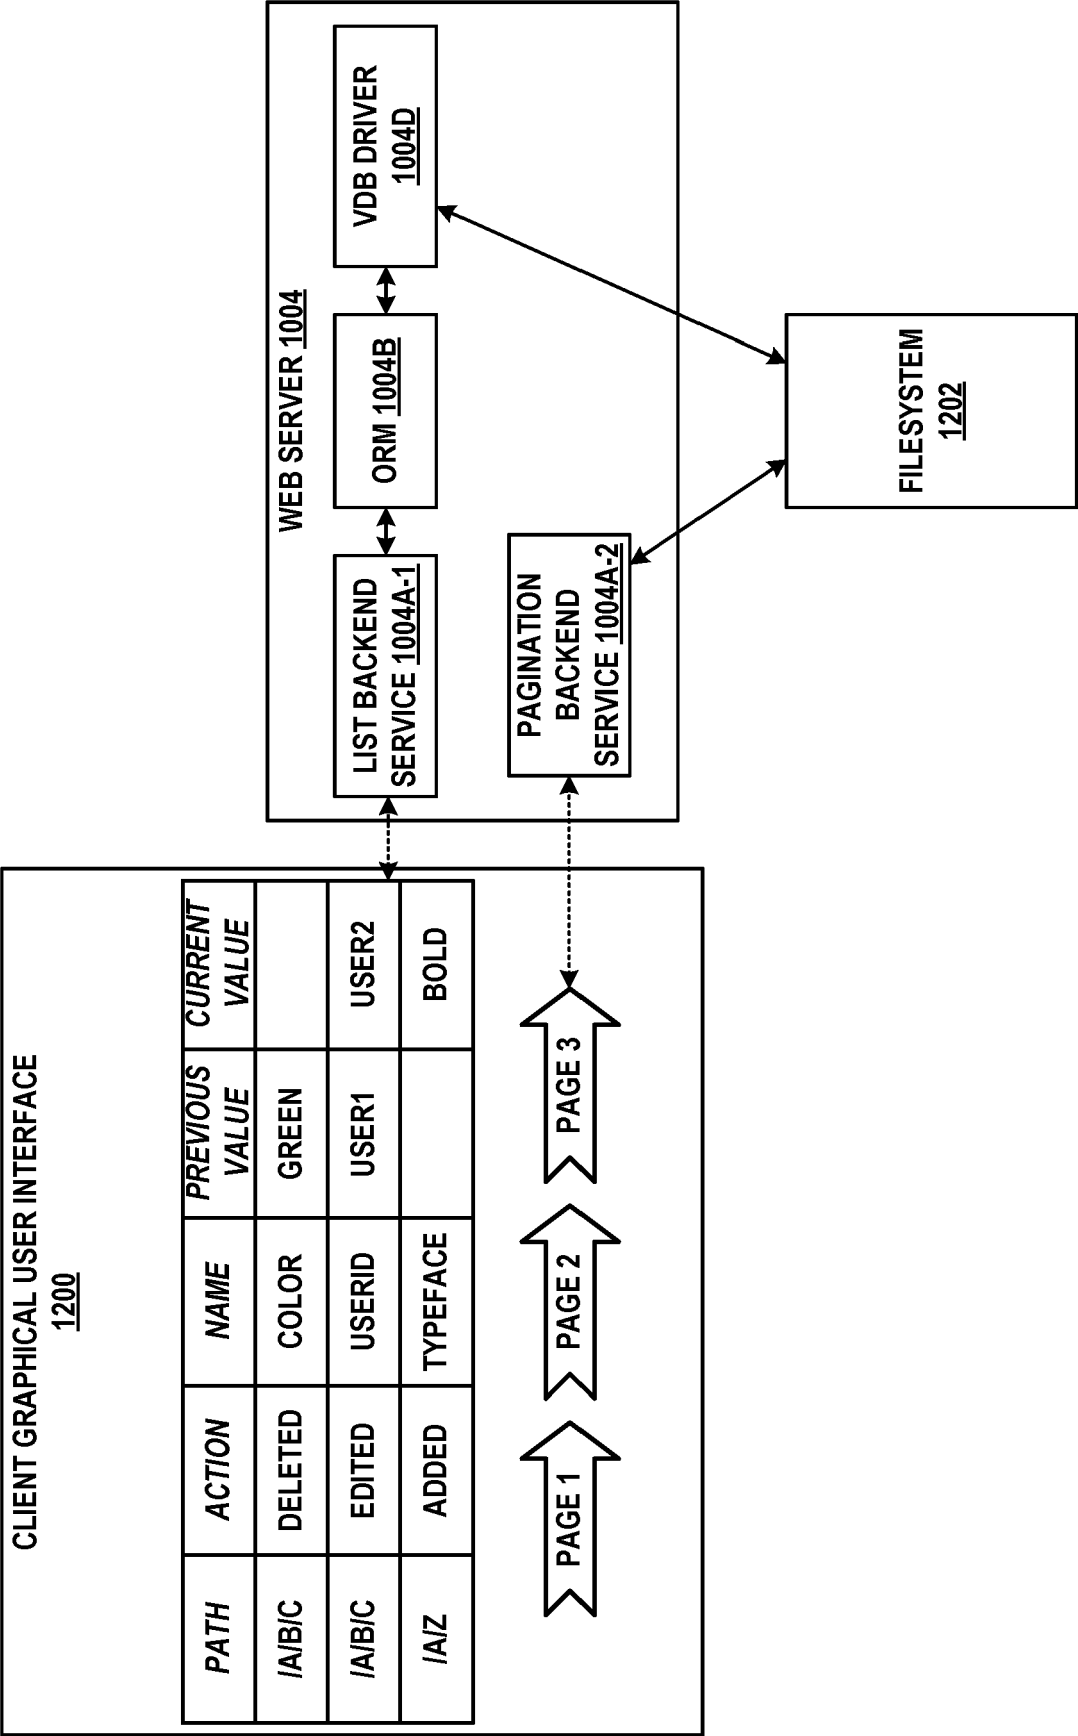 CLIENT GRAPHICAL USER INTERFACE
1200
PATH ACTION NAME PREVIOUS VALUE CURRENT VALUE
/A/B/C DELETED COLOR GREEN
/A/B/C EDITED USERID USER1 USER2
/A/Z ADDED TYPEFACE BOLD
PAGE 1
PAGE 2
PAGE 3
WEB SERVER 1004
LIST BACKEND
SERVICE 1004A-1
ORM 1004B
VDB DRIVER
1004D
PAGINATION
BACKEND
SERVICE 1004A-2
FILESYSTEM
1202